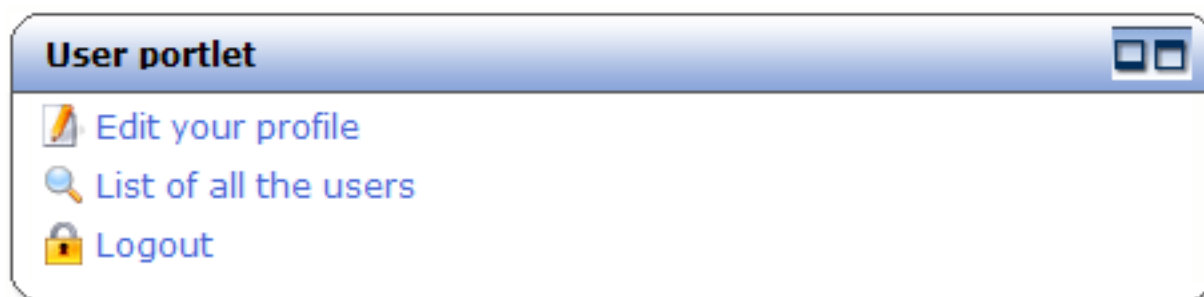 User portlet
Edit your profile
List of all the users
Logout